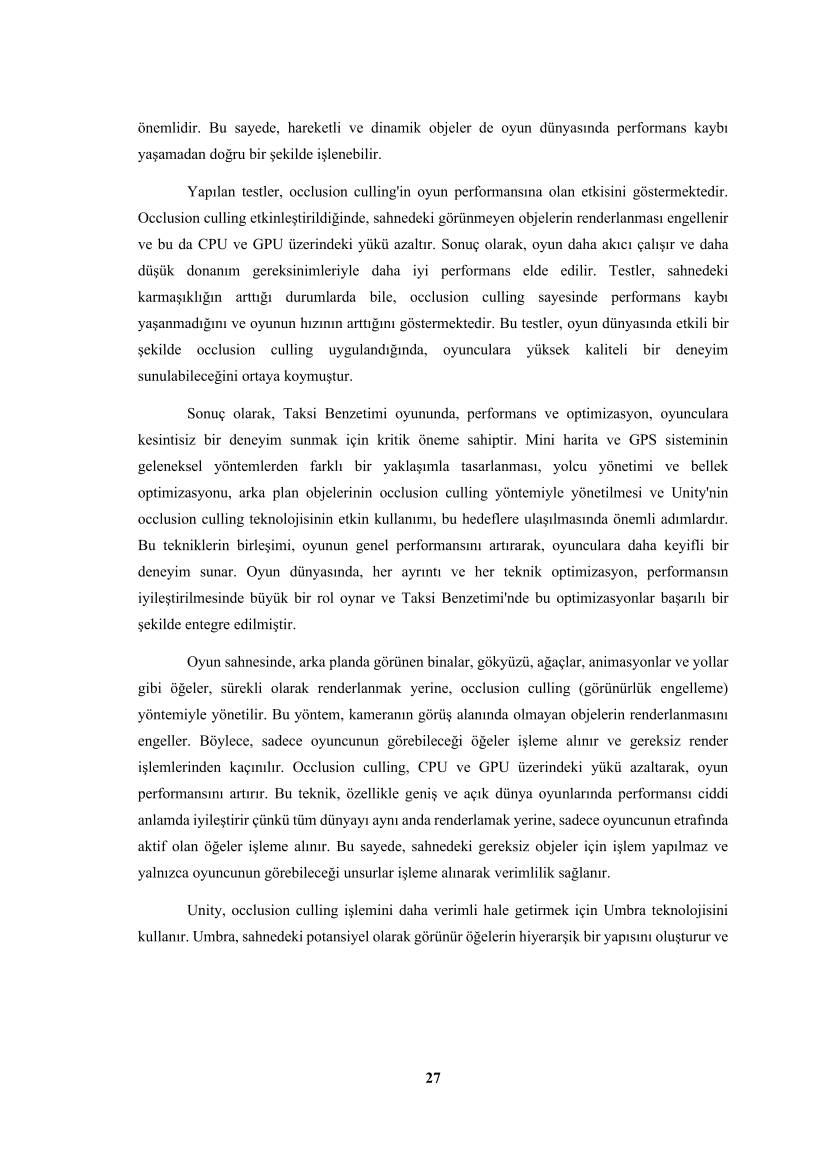 önemlidir. Bu sayede, hareketli ve dinamik objeler de oyun dünyasında performans kaybı
yaşamadan doğru bir şekilde işlenebilir.
Yapılan testler, occlusion culling'in oyun performansına olan etkisini göstermektedir.
Occlusion culling etkinleştirildiğinde, sahnedeki görünmeyen objelerin renderlanması engellenir
ve bu da CPU ve GPU üzerindeki yükü azaltır. Sonuç olarak, oyun daha akıcı çalışır ve daha
düşük donanım gereksinimleriyle daha iyi performans elde edilir. Testler, sahnedeki
karmaşıklığın arttığı durumlarda bile, occlusion culling sayesinde performans kaybı
yaşanmadığını ve oyunun hızının arttığını göstermektedir. Bu testler, oyun dünyasında etkili bir
şekilde occlusion culling uygulandığında, oyunculara yüksek kaliteli bir deneyim
sunulabileceğini ortaya koymuştur.
Sonuç olarak, Taksi Benzetimi oyununda, performans ve optimizasyon, oyunculara
kesintisiz bir deneyim sunmak için kritik öneme sahiptir. Mini harita ve GPS sisteminin
geleneksel yöntemlerden farklı bir yaklaşımla tasarlanması, yolcu yönetimi ve bellek
optimizasyonu, arka plan objelerinin occlusion culling yöntemiyle yönetilmesi ve Unity'nin
occlusion culling teknolojisinin etkin kullanımı, bu hedeflere ulaşılmasında önemli adımlardır.
Bu tekniklerin birleşimi, oyunun genel performansını artırarak, oyunculara daha keyifli bir
deneyim sunar. Oyun dünyasında, her ayrıntı ve her teknik optimizasyon, performansın
iyileştirilmesinde büyük bir rol oynar ve Taksi Benzetimi'nde bu optimizasyonlar başarılı bir
şekilde entegre edilmiştir.
Oyun sahnesinde, arka planda görünen binalar, gökyüzü, ağaçlar, animasyonlar ve yollar
gibi öğeler, sürekli olarak renderlanmak yerine, occlusion culling (görünürlük engelleme)
yöntemiyle yönetilir. Bu yöntem, kameranın görüş alanında olmayan objelerin renderlanmasını
engeller. Böylece, sadece oyuncunun görebileceği öğeler işleme alınır ve gereksiz render
işlemlerinden kaçınılır. Occlusion culling, CPU ve GPU üzerindeki yükü azaltarak, oyun
performansını artırır. Bu teknik, özellikle geniş ve açık dünya oyunlarında performansı ciddi
anlamda iyileştirir çünkü tüm dünyayı aynı anda renderlamak yerine, sadece oyuncunun etrafında
aktif olan öğeler işleme alınır. Bu sayede, sahnedeki gereksiz objeler için işlem yapılmaz ve
yalnızca oyuncunun görebileceği unsurlar işleme alınarak verimlilik sağlanır.
Unity, occlusion culling işlemini daha verimli hale getirmek için Umbra teknolojisini
kullanır. Umbra, sahnedeki potansiyel olarak görünür öğelerin hiyerarşik bir yapısını oluşturur ve
27